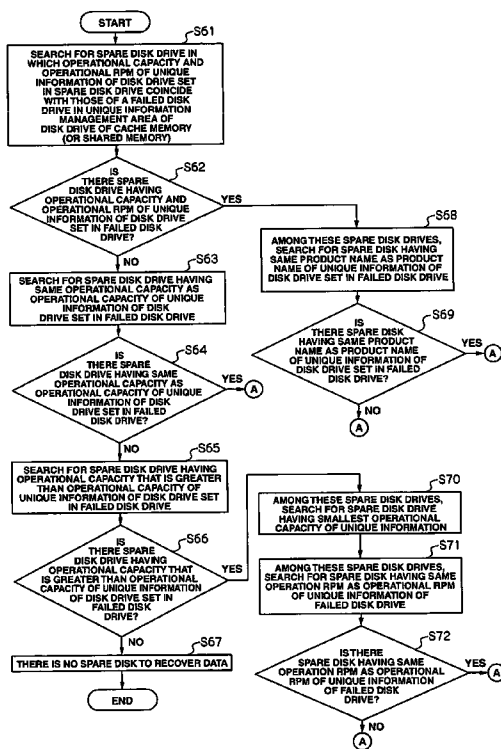 START
S61
SEARCH FOR SPARE DISK DRIVE IN
WHICH OPERATIONAL CAPACITY AND
OPERATIONAL RPM OF UNIQUE
INFORMATION OF DISK DRIVE SET
IN SPARE DISK DRIVE COINCIDE
WITH THOSE OF A FAILED DISK
DRIVE IN UNIQUE INFORMATION
MANAGEMENT AREA OF
DISK DRIVE OF CACHE MEMORY
(OR SHARED MEMORY)
S62
IS
THERE SPARE
DISK DRIVE HAVING
OPERATIONAL CAPACITY AND
OPERATIONAL RPM OF UNIQUE
INFORMATION OF DISK DRIVE
SET IN FAILED DISK
DRIVE?
YES
NO
S63
SEARCH FOR SPARE DISK DRIVE HAVING
SAME OPERATIONAL CAPACITY AS
OPERATIONAL CAPACITY OF UNIQUE
INFORMATION OF DISK
DRIVE SET IN FAILED DISK DRIVE
S64
IS
THERE SPARE
DISK DRIVE HAVING SAME
OPERATIONAL CAPACITY AS
OPERATIONAL CAPACITY OF UNIQUE
INFORMATION OF DISK
DRIVE SET IN FAILED
DISK DRIVE?
YES
A
NO
S65
SEARCH FOR SPARE DISK DRIVE HAVING
OPERATIONAL CAPACITY THAT IS GREATER
THAN OPERATIONAL CAPACITY OF
UNIQUE INFORMATION OF DISK DRIVE SET
IN FAILED DISK DRIVE
S66
IS
THERE SPARE
DISK DRIVE HAVING
OPERATIONAL CAPACITY THAT
IS GREATER THAN OPERATIONAL
CAPACITY OF UNIQUE INFORMATION
OF DISK DRIVE SET IN
FAILED DISK
DRIVE?
YES
NO
S67
THERE IS NO SPARE DISK TO RECOVER DATA
END
S68
AMONG THESE SPARE DISK DRIVES,
SEARCH FOR SPARE DISK HAVING
SAME PRODUCT NAME AS PRODUCT
NAME OF UNIQUE INFORMATION OF
DISK DRIVE SET IN FAILED DISK DRIVE
S69
IS
THERE SPARE DISK
HAVING SAME PRODUCT
NAME AS PRODUCT NAME
OF UNIQUE INFORMATION OF
DISK DRIVE SET IN FAILED
DISK DRIVE?
YES
A
NO
A
S70
AMONG THESE SPARE DISK DRIVES,
SEARCH FOR SPARE DISK DRIVE
HAVING SMALLEST OPERATIONAL
CAPACITY OF UNIQUE INFORMATION
S71
AMONG THESE SPARE DISK DRIVES,
SEARCH FOR SPARE DISK HAVING SAME
OPERATION RPM AS OPERATIONAL RPM
OF UNIQUE INFORMATION OF
FAILED DISK DRIVE
S72
IS THERE
SPARE DISK HAVING SAME
OPERATION RPM AS OPERATIONAL
RPM OF UNIQUE INFORMATION
OF FAILED DISK
DRIVE?
YES
A
NO
A